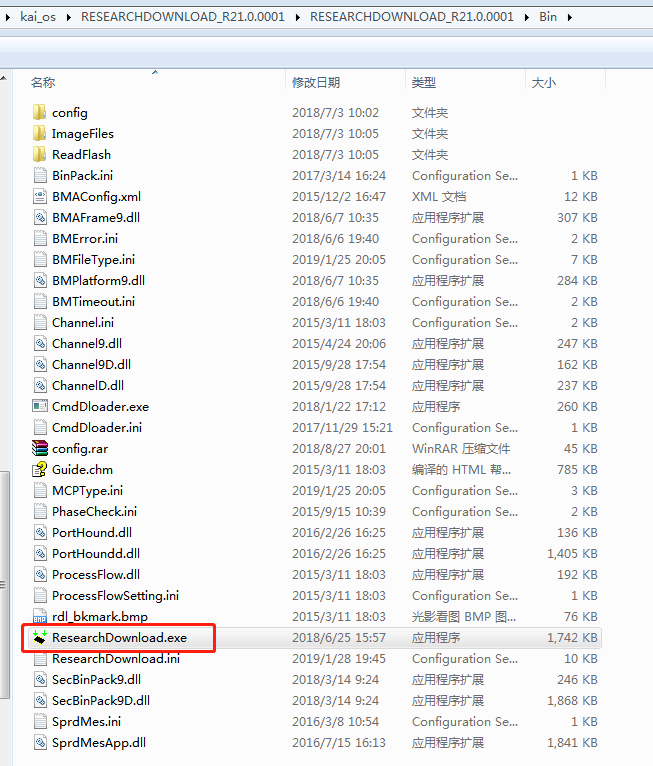 kai_os RESEARCHDOWNLOAD_R21.0.0001 RESEARCHDOWNLOAD_R21.0.0001 Bin
名称 修改日期 类型 大小
config 2018/7/3 10:02 文件夹
ImageFiles 2018/7/3 10:05 文件夹
ReadFlash 2018/7/3 10:05 文件夹
BinPack.ini 2017/3/14 16:24 Configuration Se... 1 KB
BMAConfig.xml 2015/12/2 16:47 XML 文档 12 KB
BMAFrame9.dll 2018/6/7 10:35 应用程序扩展 307 KB
BMError.ini 2018/6/6 19:40 Configuration Se... 2 KB
BMFileType.ini 2019/1/25 20:05 Configuration Se... 7 KB
BMPlatform9.dll 2018/6/7 10:35 应用程序扩展 284 KB
BMTimeout.ini 2018/6/6 19:40 Configuration Se... 2 KB
Channel.ini 2015/3/11 18:03 Configuration Se... 2 KB
Channel9.dll 2015/4/24 20:06 应用程序扩展 247 KB
Channel9D.dll 2015/9/28 17:54 应用程序扩展 162 KB
ChannelD.dll 2015/9/28 17:54 应用程序扩展 237 KB
CmdDloader.exe 2018/1/22 17:12 应用程序 260 KB
CmdDloader.ini 2017/11/29 15:21 Configuration Se... 1 KB
config.rar 2018/8/27 20:01 WinRAR 压缩文件 45 KB
Guide.chm 2015/3/11 18:03 编译的 HTML 帮... 785 KB
MCPType.ini 2019/1/25 20:05 Configuration Se... 3 KB
PhaseCheck.ini 2015/9/15 10:39 Configuration Se... 2 KB
PortHound.dll 2016/2/26 16:25 应用程序扩展 136 KB
PortHoundd.dll 2016/2/26 16:25 应用程序扩展 1,405 KB
ProcessFlow.dll 2015/3/11 18:03 应用程序扩展 192 KB
ProcessFlowSetting.ini 2015/3/11 18:03 Configuration Se... 1 KB
rdl_bkmark.bmp 2015/3/11 18:03 光影看图 BMP 图... 76 KB
ResearchDownload.exe 2018/6/25 15:57 应用程序 1,742 KB
ResearchDownload.ini 2019/1/28 19:45 Configuration Se... 10 KB
SecBinPack9.dll 2018/3/14 9:24 应用程序扩展 246 KB
SecBinPack9D.dll 2018/3/14 9:24 应用程序扩展 1,868 KB
SprdMes.ini 2016/3/8 10:54 Configuration Se... 1 KB
SprdMesApp.dll 2016/7/15 16:13 应用程序扩展 1,841 KB